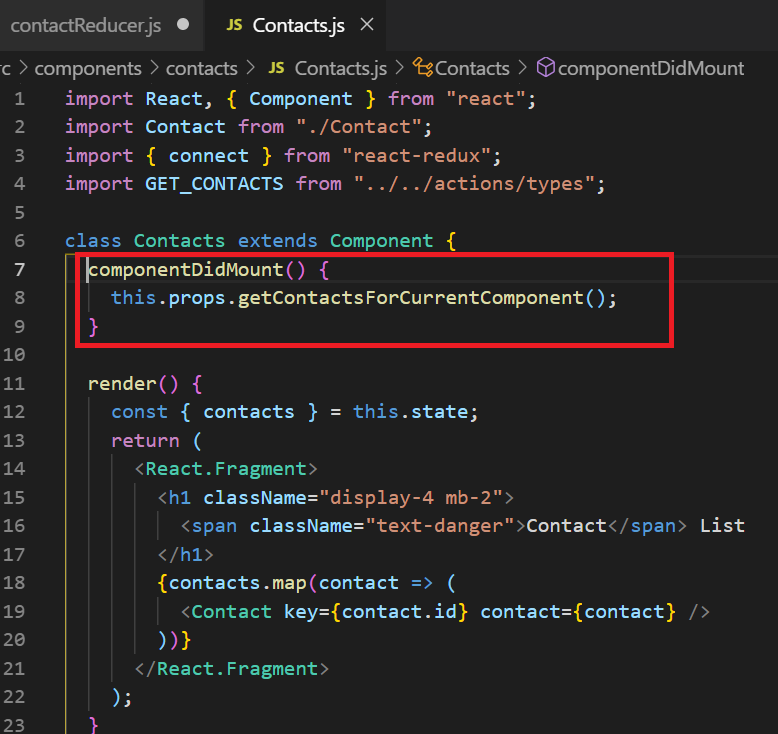 contactReducer.js ● JS Contacts.js ×
rc > components > contacts > JS Contacts.js > Contacts > componentDidMount
1 import React, { Component } from "react";
2 import Contact from "./Contact";
3 import { connect } from "react-redux";
4 import GET_CONTACTS from "../../actions/types";
5
6 class Contacts extends Component {
7 componentDidMount() {
8 this.props.getContactsForCurrentComponent();
9 }
10
11 render() {
12 const { contacts } = this.state;
13 return (
14 <React.Fragment>
15 <h1 className="display-4 mb-2">
16 <span className="text-danger">Contact</span> List
17 </h1>
18 {contacts.map(contact => (
19 <Contact key={contact.id} contact={contact} />
20 ))}
21 </React.Fragment>
22 );
23 }